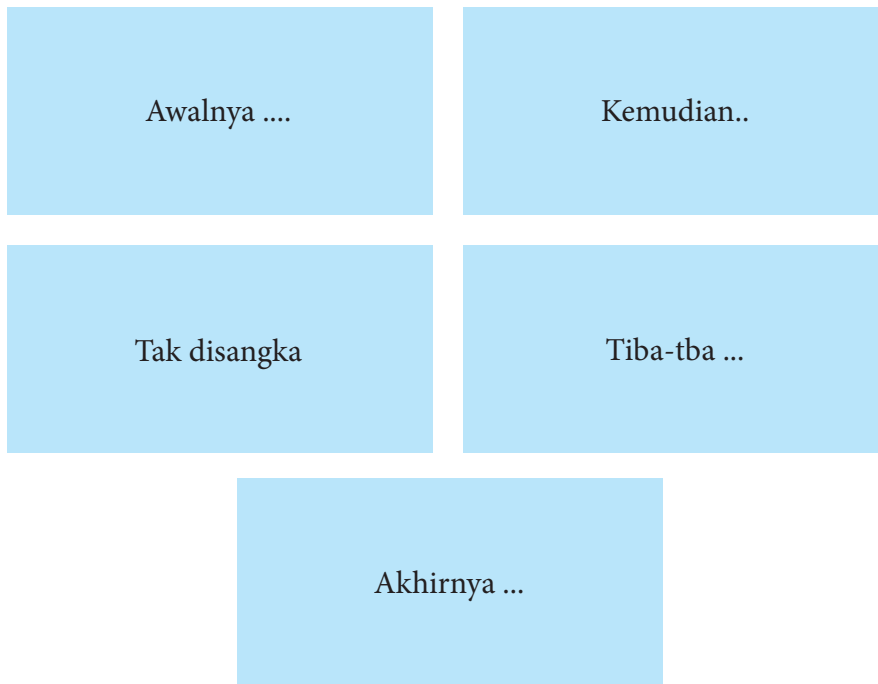 Awalnya ....
Kemudian..
Tak disangka
Tiba-tba ...
Akhirnya ...